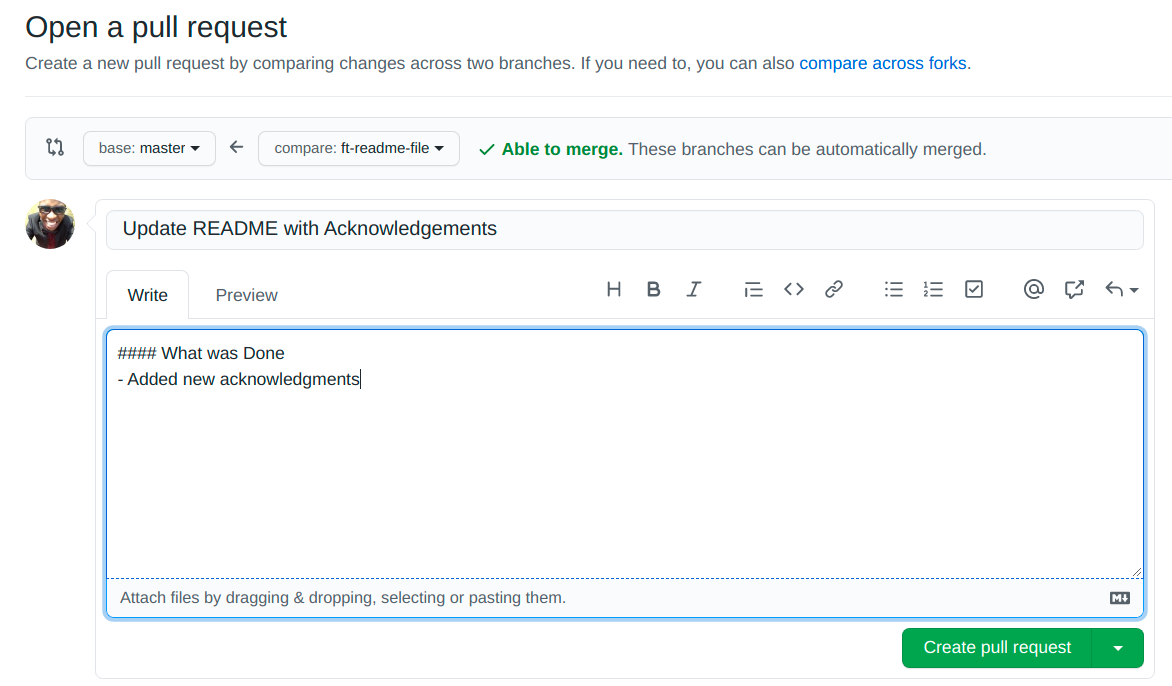 Open a pull request
Create a new pull request by comparing changes across two branches. If you need to, you can also compare across forks.
base: master
compare: ft-readme-file
Able to merge. These branches can be automatically merged.
Update README with Acknowledgements
Write
Preview
#### What was Done
- Added new acknowledgments
Attach files by dragging & dropping, selecting or pasting them.
Create pull request